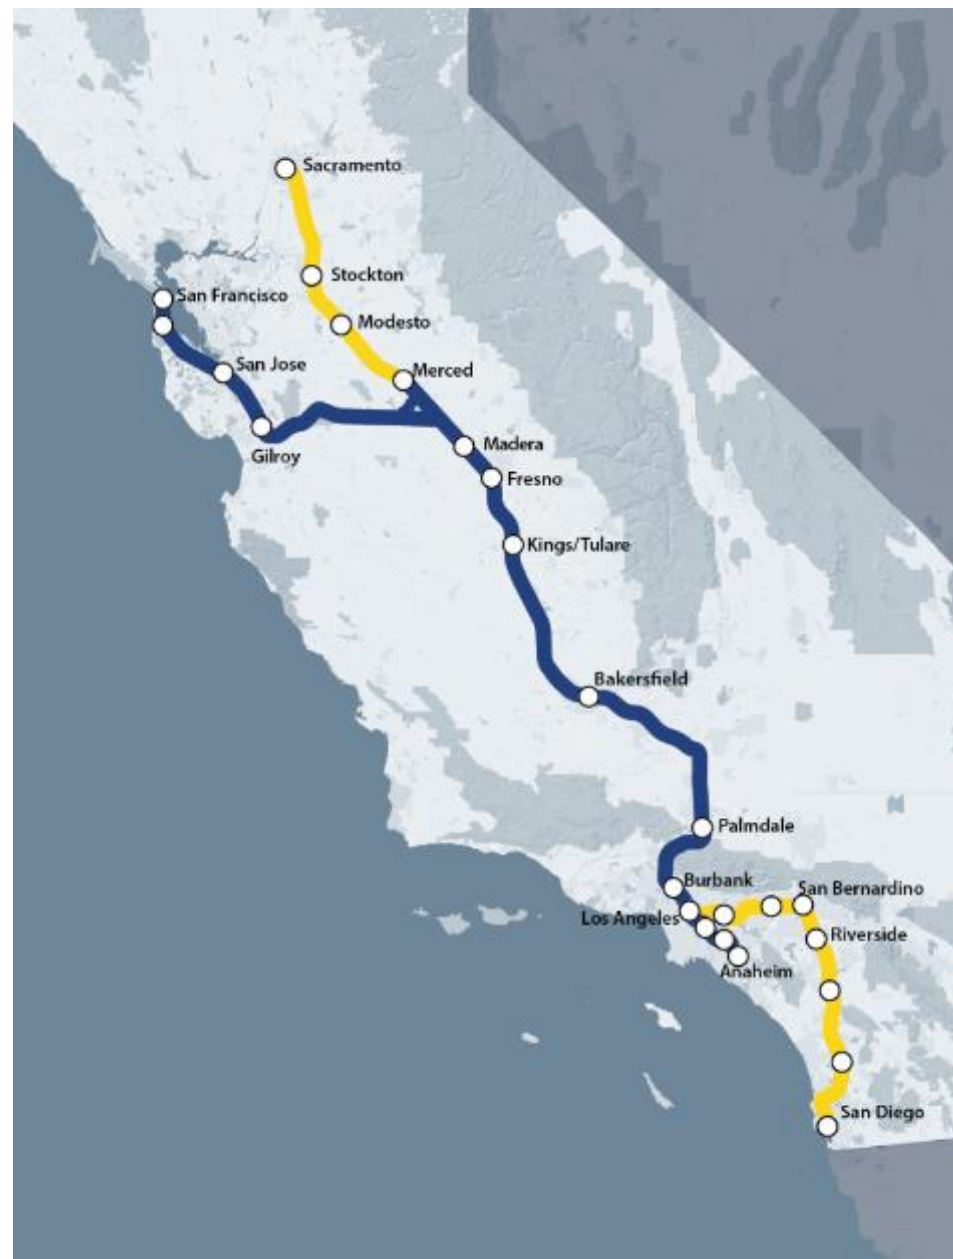 Sacramento
Stockton
San Francisco
Modesto
San Jose
Merced
Madera
Gilroy
Fresno
Kings/Tulare
Bakersfield
Palmdale
Burbank
San Bernardino
Los Angeles
Riverside
Anaheim
San Diego